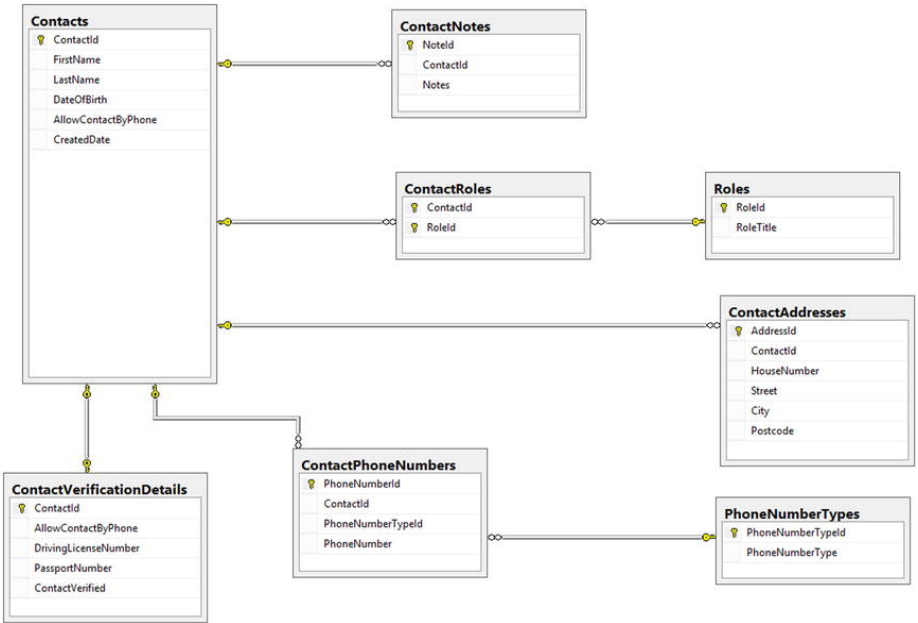 Contacts
ContactId
FirstName
LastName
DateOfBirth
AllowContactByPhone
CreatedDate
ContactNotes
NoteId
ContactId
Notes
ContactRoles
ContactId
RoleId
Roles
RoleId
RoleTitle
ContactAddresses
AddressId
ContactId
HouseNumber
Street
City
Postcode
ContactVerificationDetails
ContactId
AllowContactByPhone
DrivingLicenseNumber
PassportNumber
ContactVerified
ContactPhoneNumbers
PhoneNumberId
ContactId
PhoneNumberTypeId
PhoneNumber
PhoneNumberTypes
PhoneNumberTypeId
PhoneNumberType